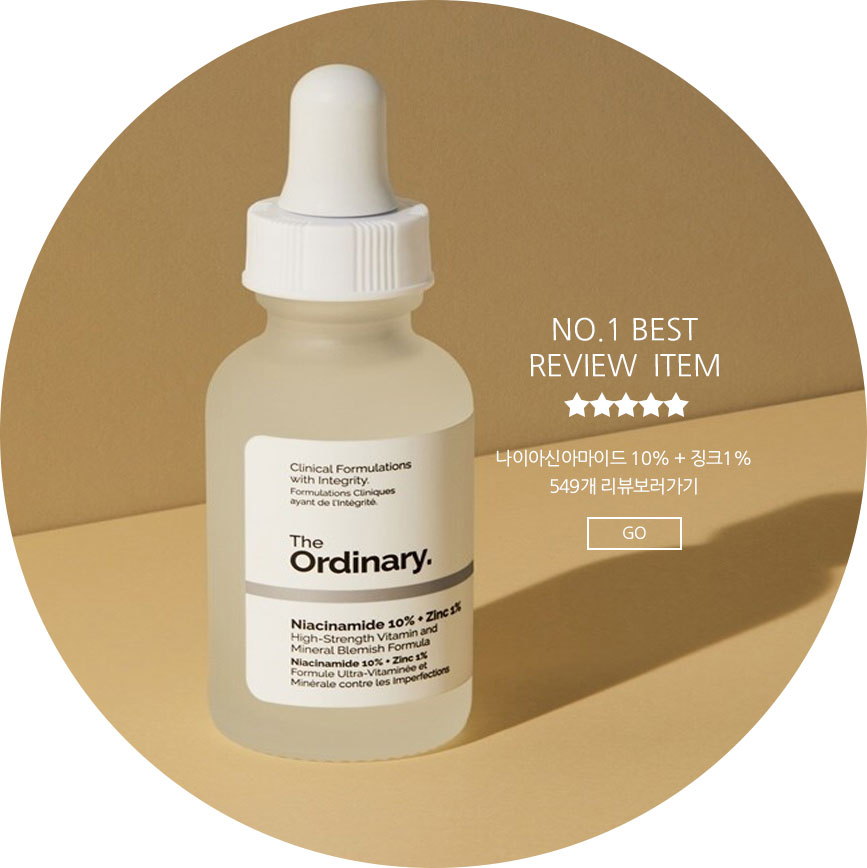 Clinical Formulations
with Integrity.
Formulations Cliniques
ayant de l'Intégrité.
The
Ordinary.
Niacinamide 10% + Zinc 1%
High-Strength Vitamin and
Mineral Blemish Formula
Niacinamide 10% + Zinc 1%
Formule Ultra-Vitaminée et
Minérale contre les Imperfections
NO.1 BEST
REVIEW ITEM
★★★★★
나이아신아마이드 10% + 징크1%
549개 리뷰보러가기
GO